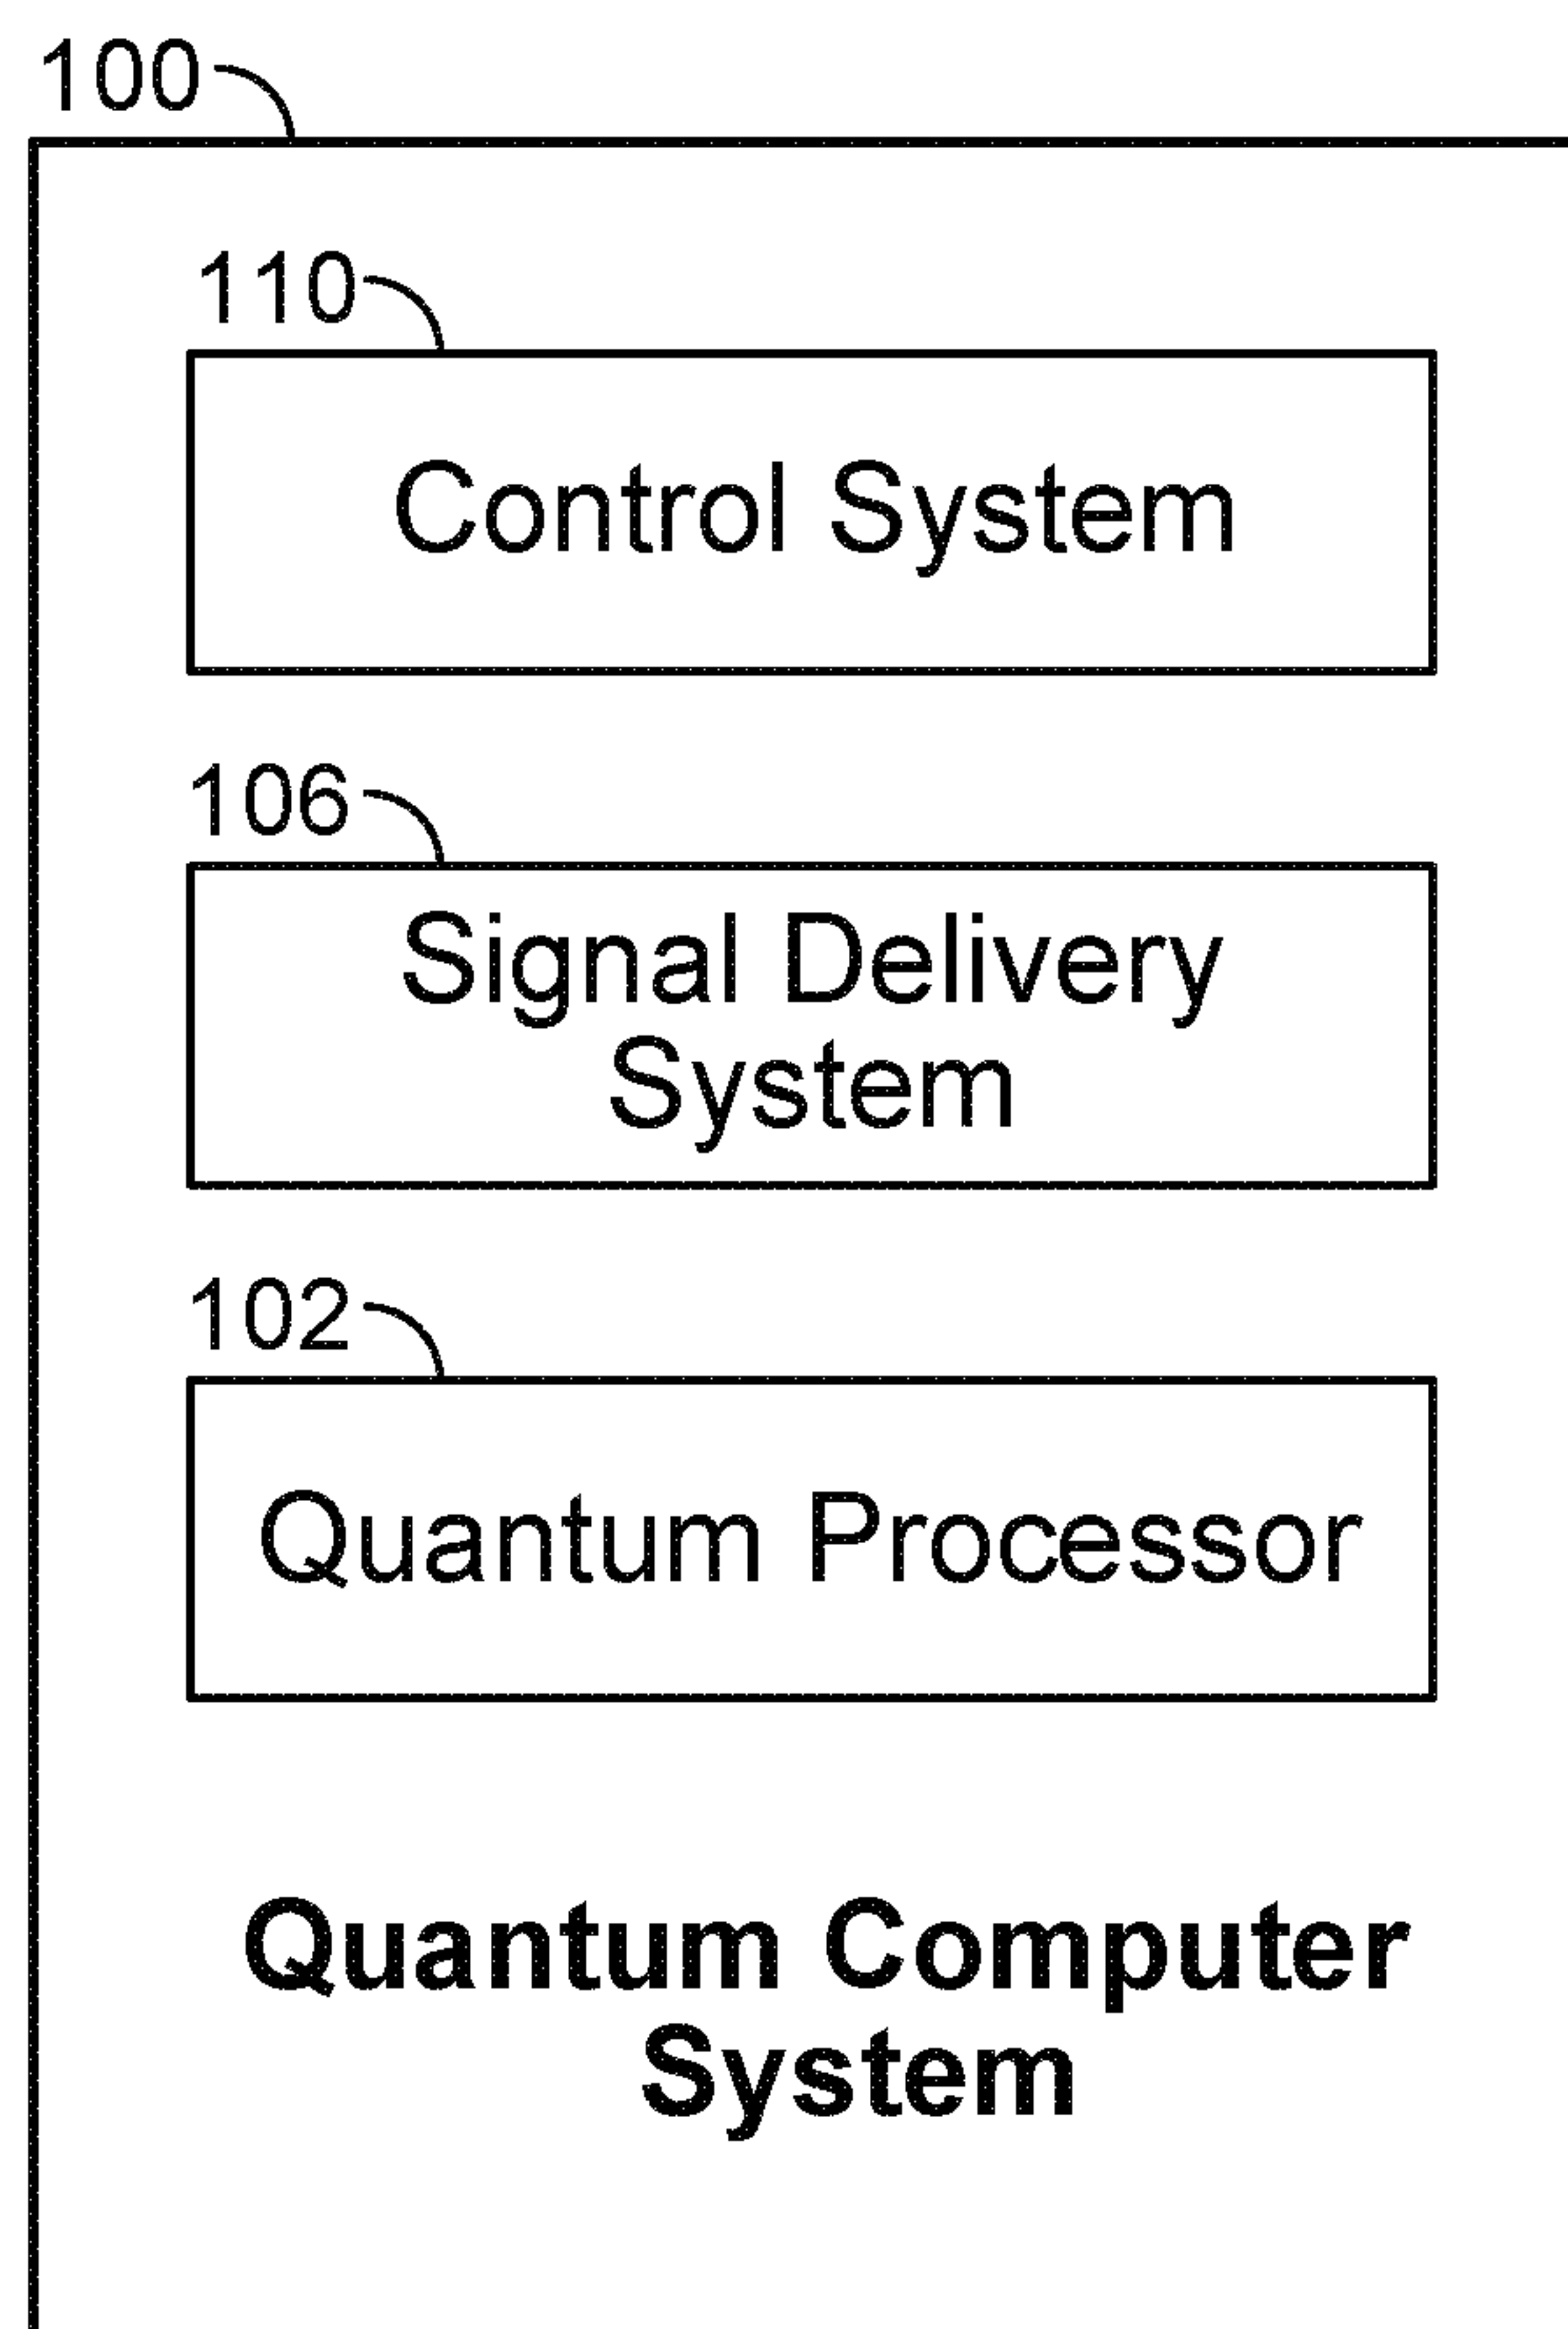 100
110
Control System
106
Signal Delivery
System
102
Quantum Processor
Quantum Computer
System